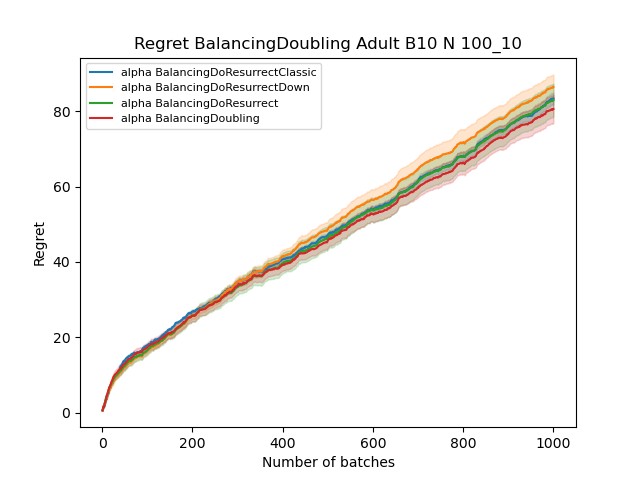 Regret BalancingDoubling Adult B10 N 100_10
alpha BalancingDoResurrectClassic
alpha BalancingDoResurrectDown
alpha BalancingDoResurrect
alpha BalancingDoubling
Regret
80
60
40
20
0
0 200 400 600 800 1000
Number of batches